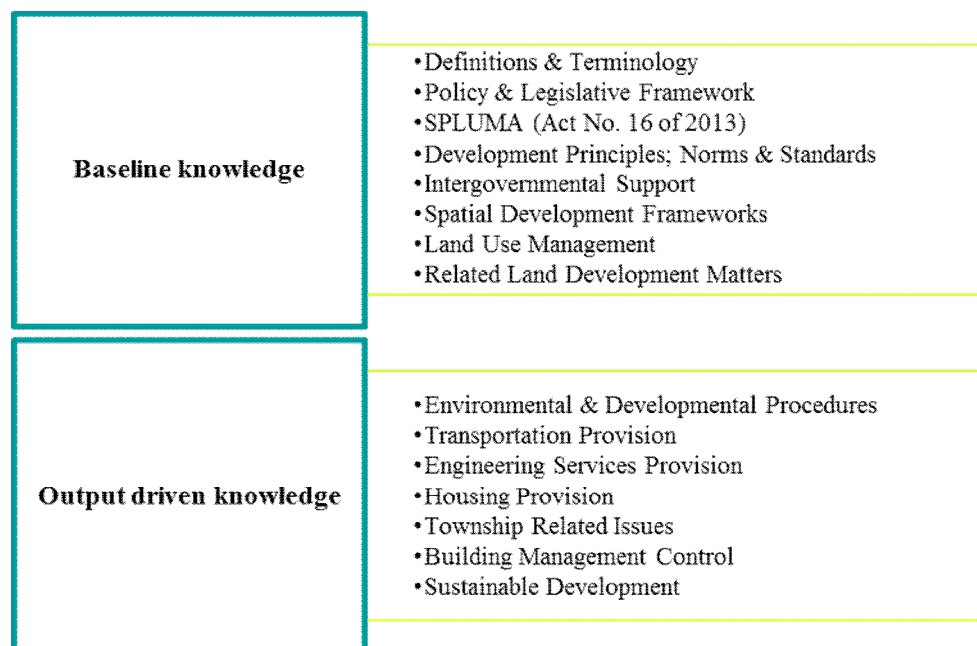 Baseline knowledge
•Definitions & Terminology
•Policy & Legislative Framework
•SPLUMA (Act No. 16 of 2013)
•Development Principles; Norms & Standards
•Intergovernmental Support
•Spatial Development Frameworks
•Land Use Management
•Related Land Development Matters
Output driven knowledge
•Environmental & Developmental Procedures
•Transportation Provision
•Engineering Services Provision
•Housing Provision
•Township Related Issues
•Building Management Control
•Sustainable Development